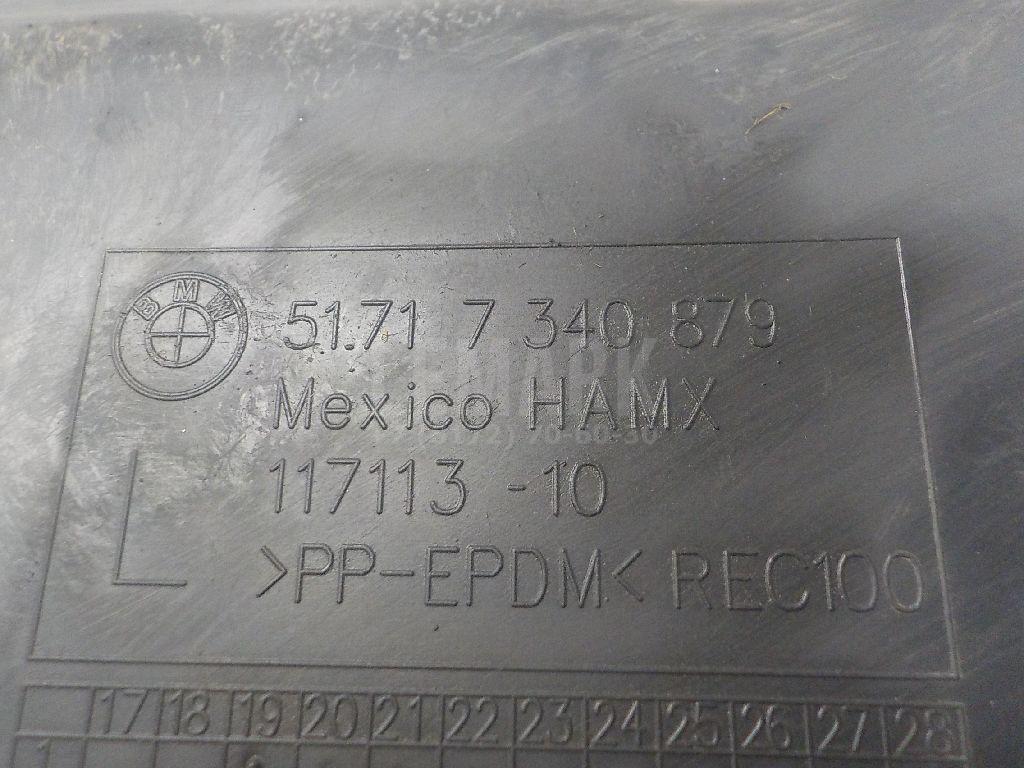 BMW 51.71 7 340 879
Mexico HAMX
117113 -10
L >PP-EPDM< REC100
17 18 19 20 21 22 23 24 25 26 27 28
1